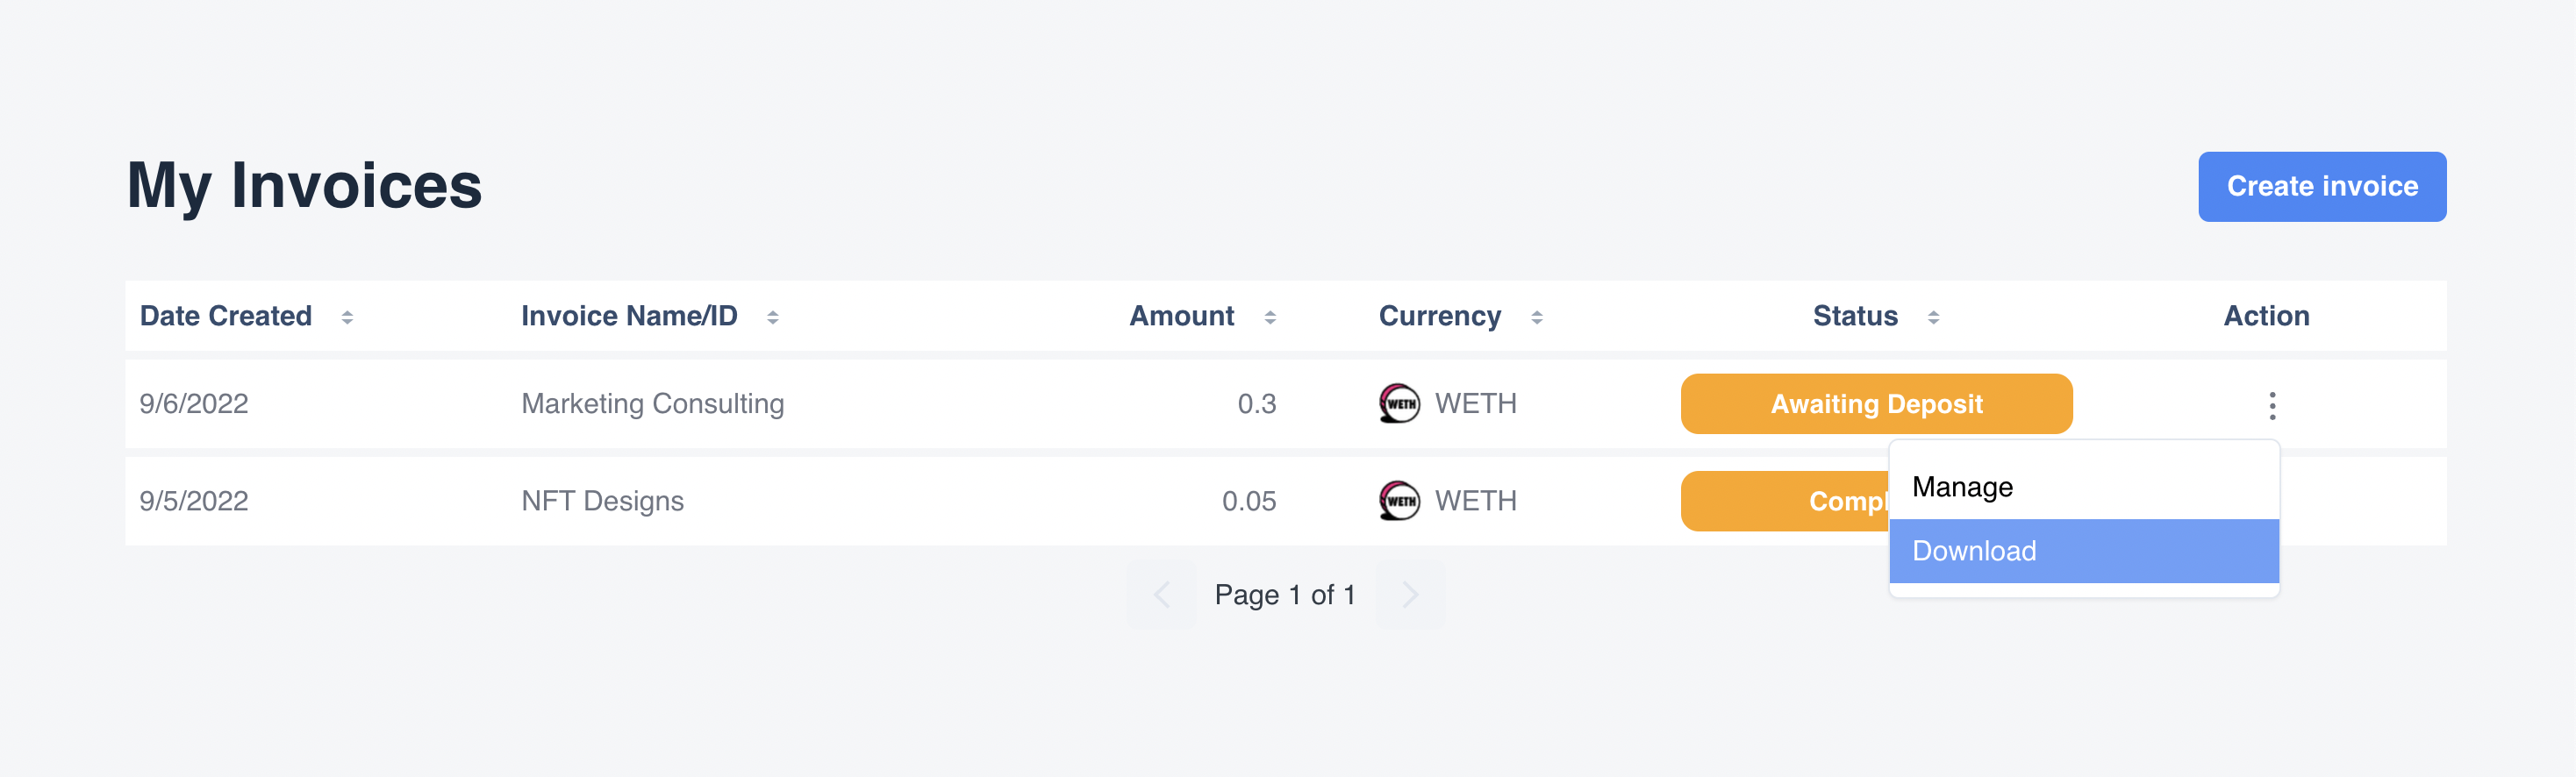 My Invoices
Create invoice
Date Created Invoice Name/ID Amount Currency Status Action
9/6/2022 Marketing Consulting 0.3 WETH WETH Awaiting Deposit
9/5/2022 NFT Designs 0.05 WETH WETH Compl
Manage
Download
Page 1 of 1